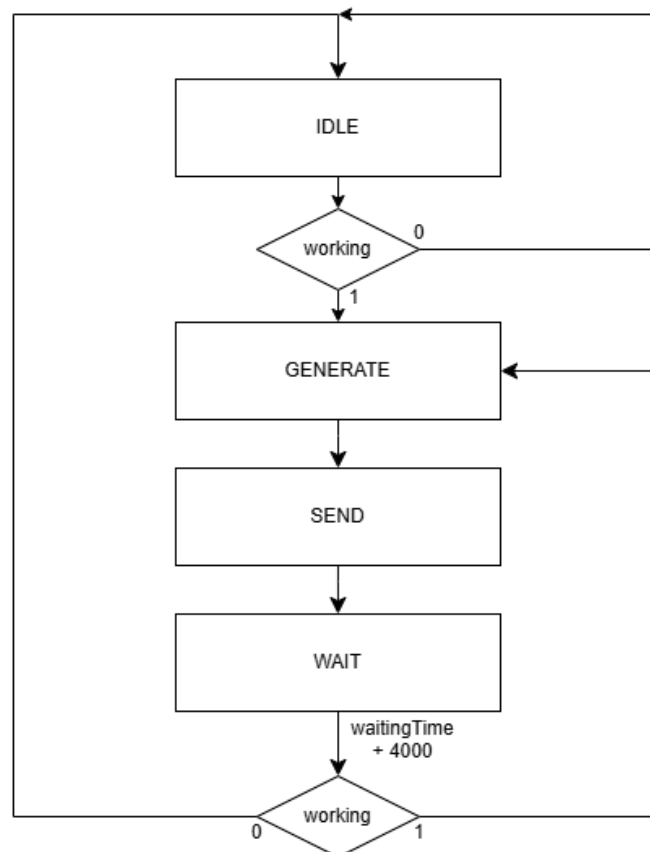 IDLE
working
0
1
GENERATE
SEND
WAIT
waitingTime
+ 4000
working
0
1